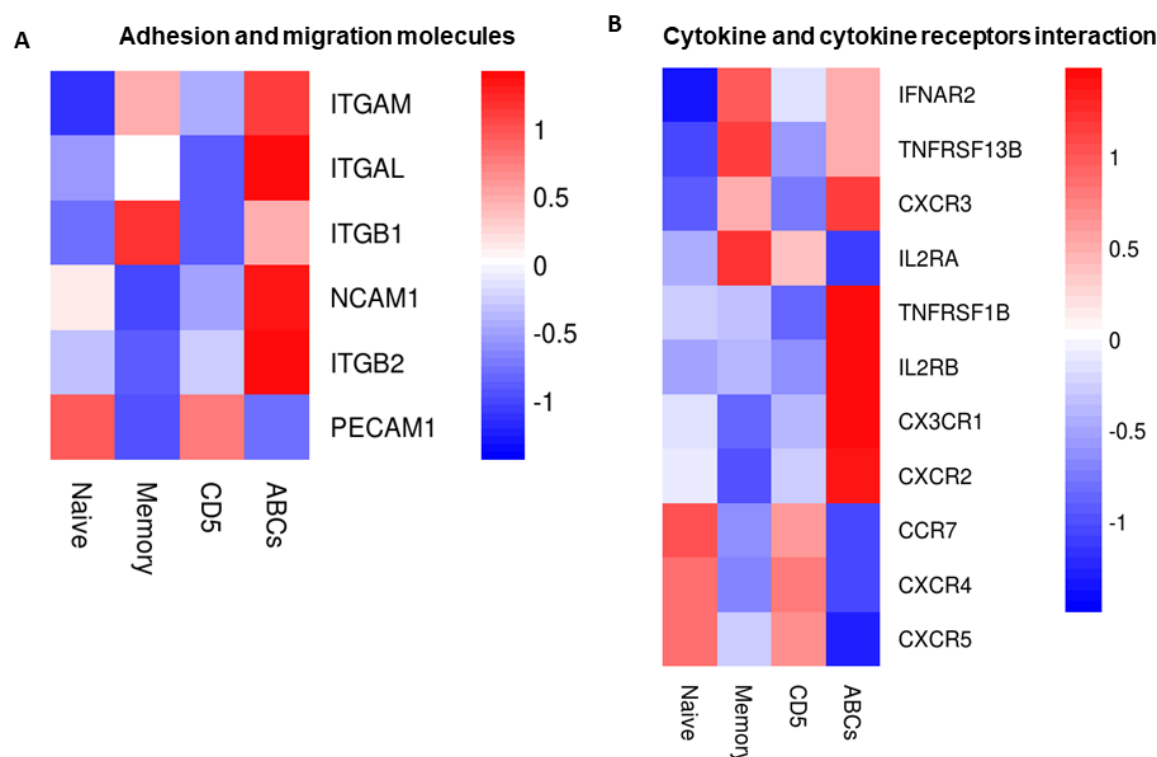 A
Adhesion and migration molecules
ITGAM
ITGAL
ITGB1
NCAM1
ITGB2
PECAM1
1
0.5
0
-0.5
-1
Naive
Memory
CD5
ABCs
B
Cytokine and cytokine receptors interaction
IFNAR2
TNFRSF13B
CXCR3
IL2RA
TNFRSF1B
IL2RB
CX3CR1
CXCR2
CCR7
CXCR4
CXCR5
1
0.5
0
-0.5
-1
Naive
Memory
CD5
ABCs